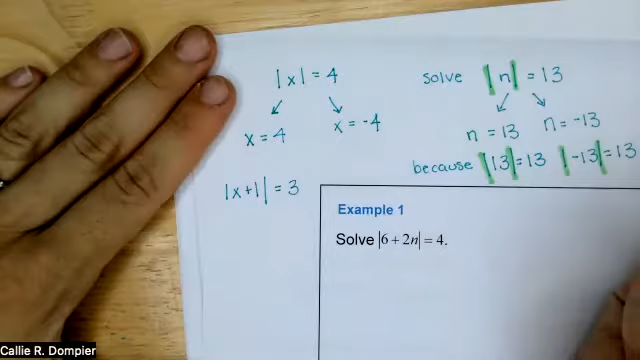 |x| = 4
x = 4
x = -4
|x+1| = 3
solve |n| = 13
n = 13
n = -13
because |13| = 13 |-13| = 13
Example 1
Solve |6 + 2n| = 4.
Callie R. Dompier